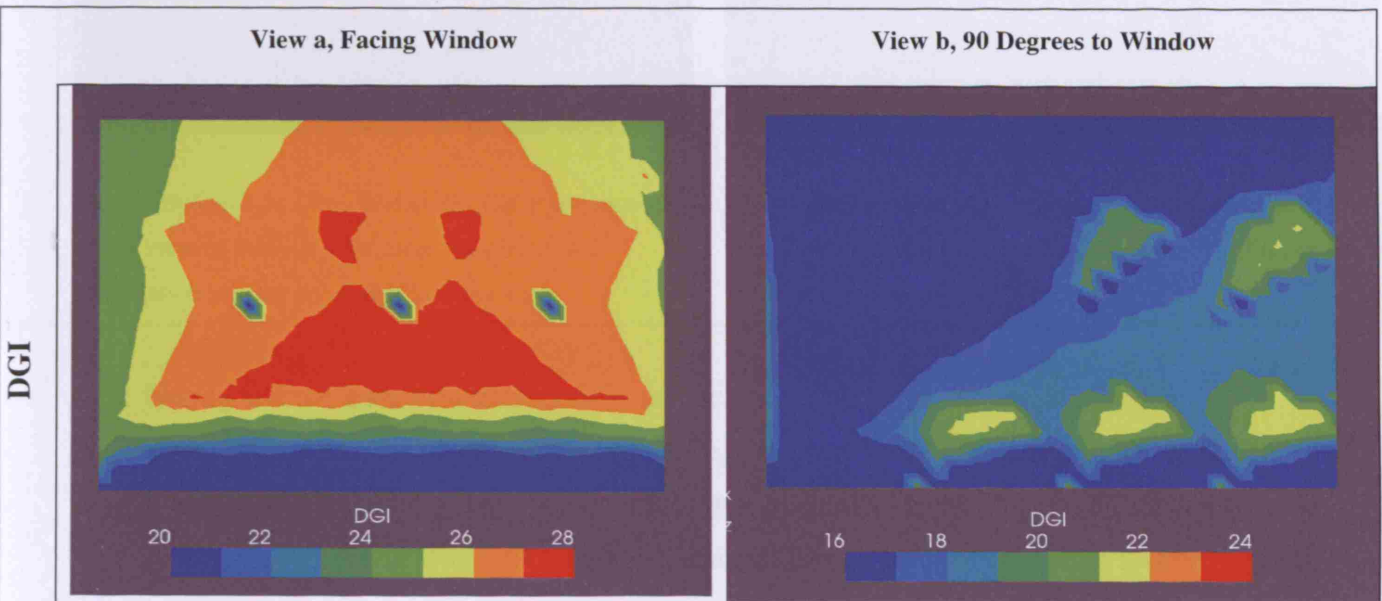 View a, Facing Window
View b, 90 Degrees to Window
DGI
DGI
20 22 24 26 28
x
z
DGI
16 18 20 22 24